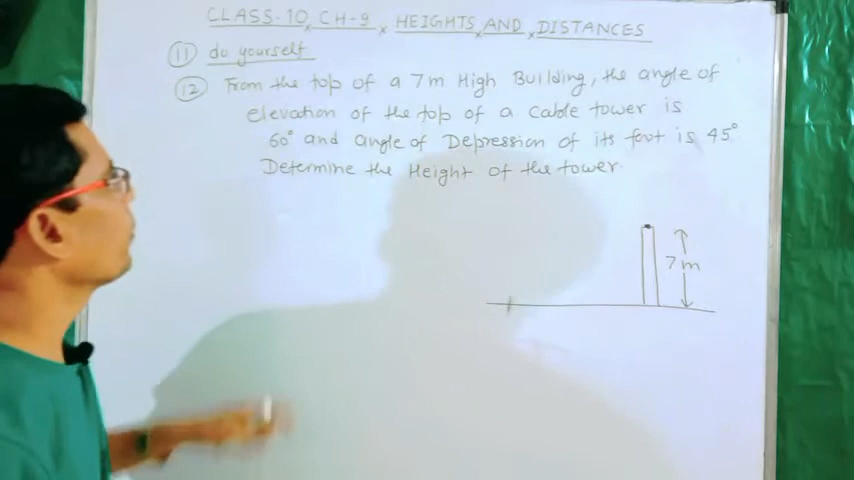 CLASS-10, CH-9 x HEIGHTS AND DISTANCES
11 do yourself
12 From the top of a 7m High Building, the angle of
elevation of the top of a cable tower is
60° and angle of Depression of its foot is 45°
Determine the Height of the tower.
7m